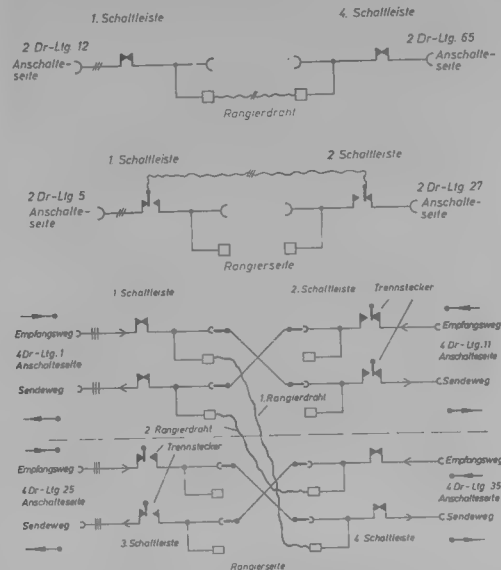 1. Schaltleiste
4. Schaltleiste
2 Dr-Ltg. 12
Anschalte-
seite
2 Dr-Ltg. 65
Anschalte-
seite
Rangierdraht
1. Schaltleiste
2 Schaltleiste
2 Dr-Ltg 5
Anschalte-
seite
2 Dr-Ltg 27
Anschalte-
seite
Rangierseite
1 Schaltleiste
2. Schaltleiste
Trennstecker
Empfangsweg
4 Dr-Ltg. 1
Anschalteseite
Sendeweg
Empfangsweg
4 Dr-Ltg. 11
Anschalteseite
Sendeweg
1. Rangierdraht
2. Rangierdraht
Trennstecker
Empfangsweg
4 Dr-Ltg 25
Anschalteseite
Sendeweg
Empfangsweg
4 Dr-Ltg 35
Anschalteseite
Sendeweg
3. Schaltleiste
4 Schaltleiste
Rangierseite